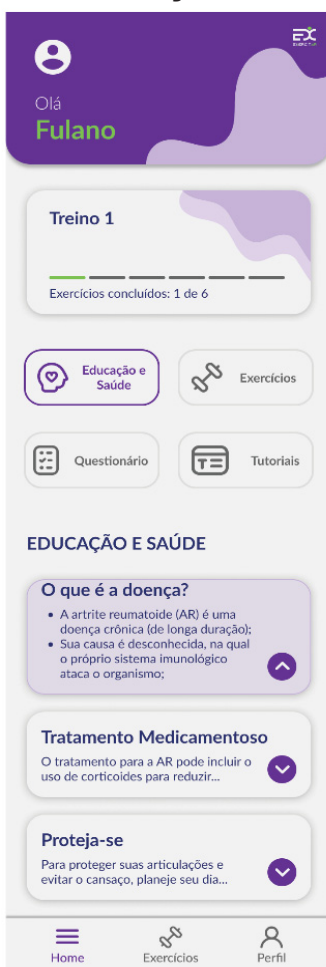 EX
Olá
Fulano
Treino 1
Exercícios concluídos: 1 de 6
Educação e
Saúde
Exercícios
Questionário
Tutoriais
EDUCAÇÃO E SAÚDE
O que é a doença?
• A artrite reumatoide (AR) é uma
doença crônica (de longa duração);
• Sua causa é desconhecida, na qual
o próprio sistema imunológico
ataca o organismo;
Tratamento Medicamentoso
O tratamento para a AR pode incluir o
uso de corticoides para reduzir...
Proteja-se
Para proteger suas articulações e
evitar o cansaço, planeje seu dia...
Home
Exercícios
Perfil